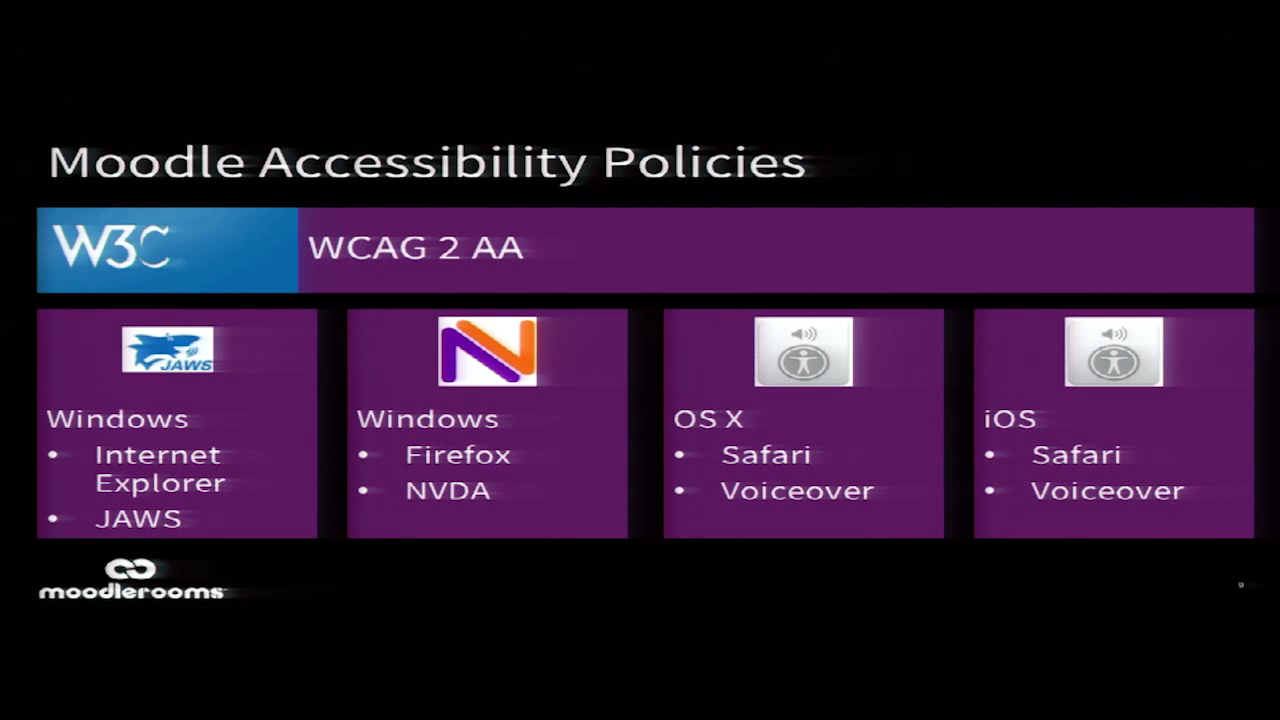 Moodle Accessibility Policies
W3C
WCAG 2 AA
JAWS
Windows
• Internet
Explorer
• JAWS
Windows
• Firefox
• NVDA
OS X
• Safari
• Voiceover
iOS
• Safari
• Voiceover
moodlerooms